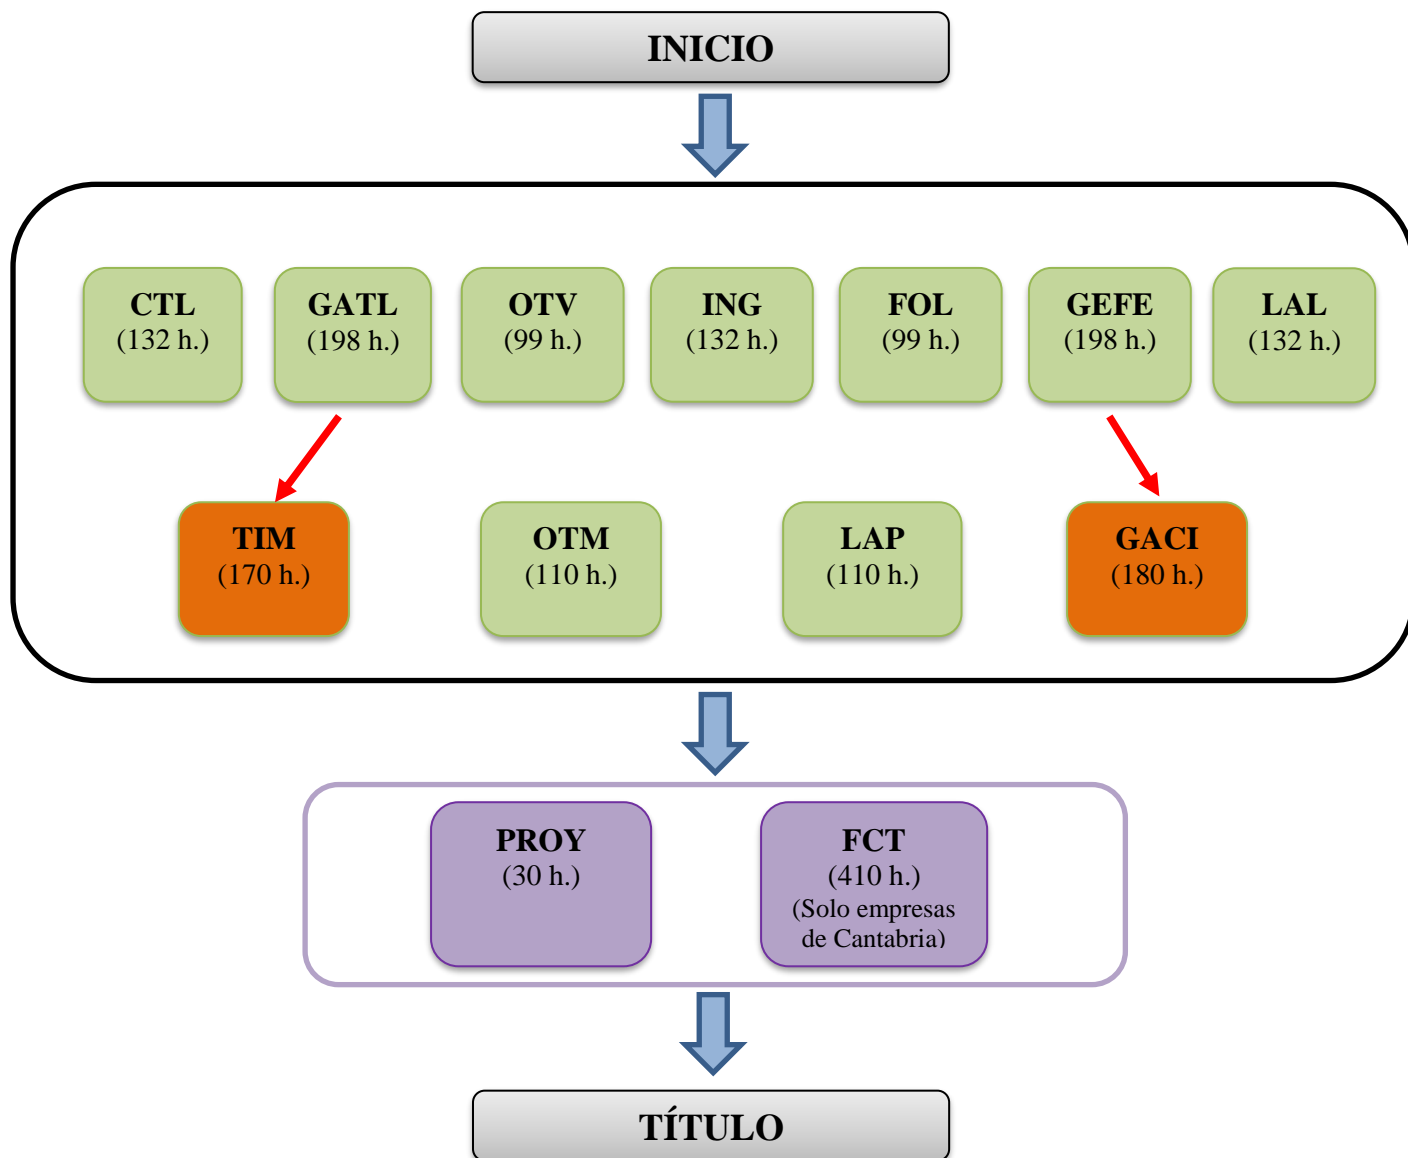 INICIO
CTL
(132 h.)
GATL
(198 h.)
OTV
(99 h.)
ING
(132 h.)
FOL
(99 h.)
GEFE
(198 h.)
LAL
(132 h.)
TIM
(170 h.)
OTM
(110 h.)
LAP
(110 h.)
GACI
(180 h.)
PROY
(30 h.)
FCT
(410 h.)
(Solo empresas
de Cantabria)
TÍTULO